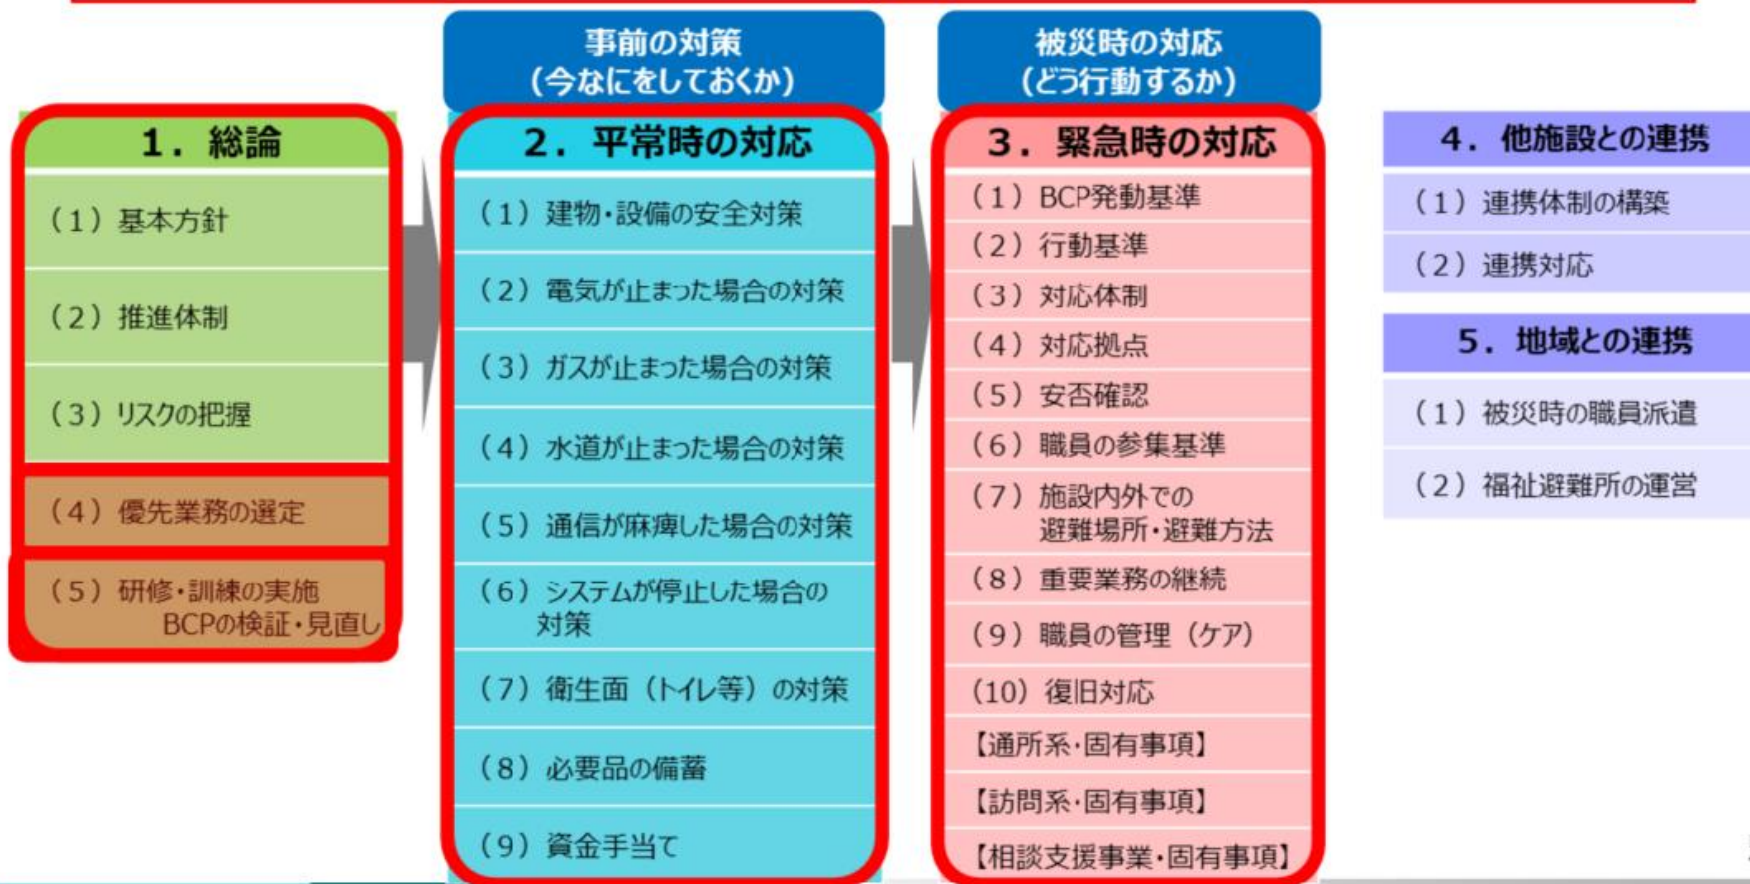 事前の対策
（今なにをしておくか）
被災時の対応
（どう行動するか）
１．総論
（１）基本方針
（２）推進体制
（３）リスクの把握
（４）優先業務の選定
（５）研修・訓練の実施
BCPの検証・見直し
２．平常時の対応
（１）建物・設備の安全対策
（２）電気が止まった場合の対策
（３）ガスが止まった場合の対策
（４）水道が止まった場合の対策
（５）通信が麻痺した場合の対策
（６）システムが停止した場合の
対策
（７）衛生面（トイレ等）の対策
（８）必要品の備蓄
（９）資金手当て
３．緊急時の対応
（１）BCP発動基準
（２）行動基準
（３）対応体制
（４）対応拠点
（５）安否確認
（６）職員の参集基準
（７）施設内外での
避難場所・避難方法
（８）重要業務の継続
（９）職員の管理（ケア）
（10）復旧対応
【通所系・固有事項】
【訪問系・固有事項】
【相談支援事業・固有事項】
４．他施設との連携
（１）連携体制の構築
（２）連携対応
５．地域との連携
（１）被災時の職員派遣
（２）福祉避難所の運営